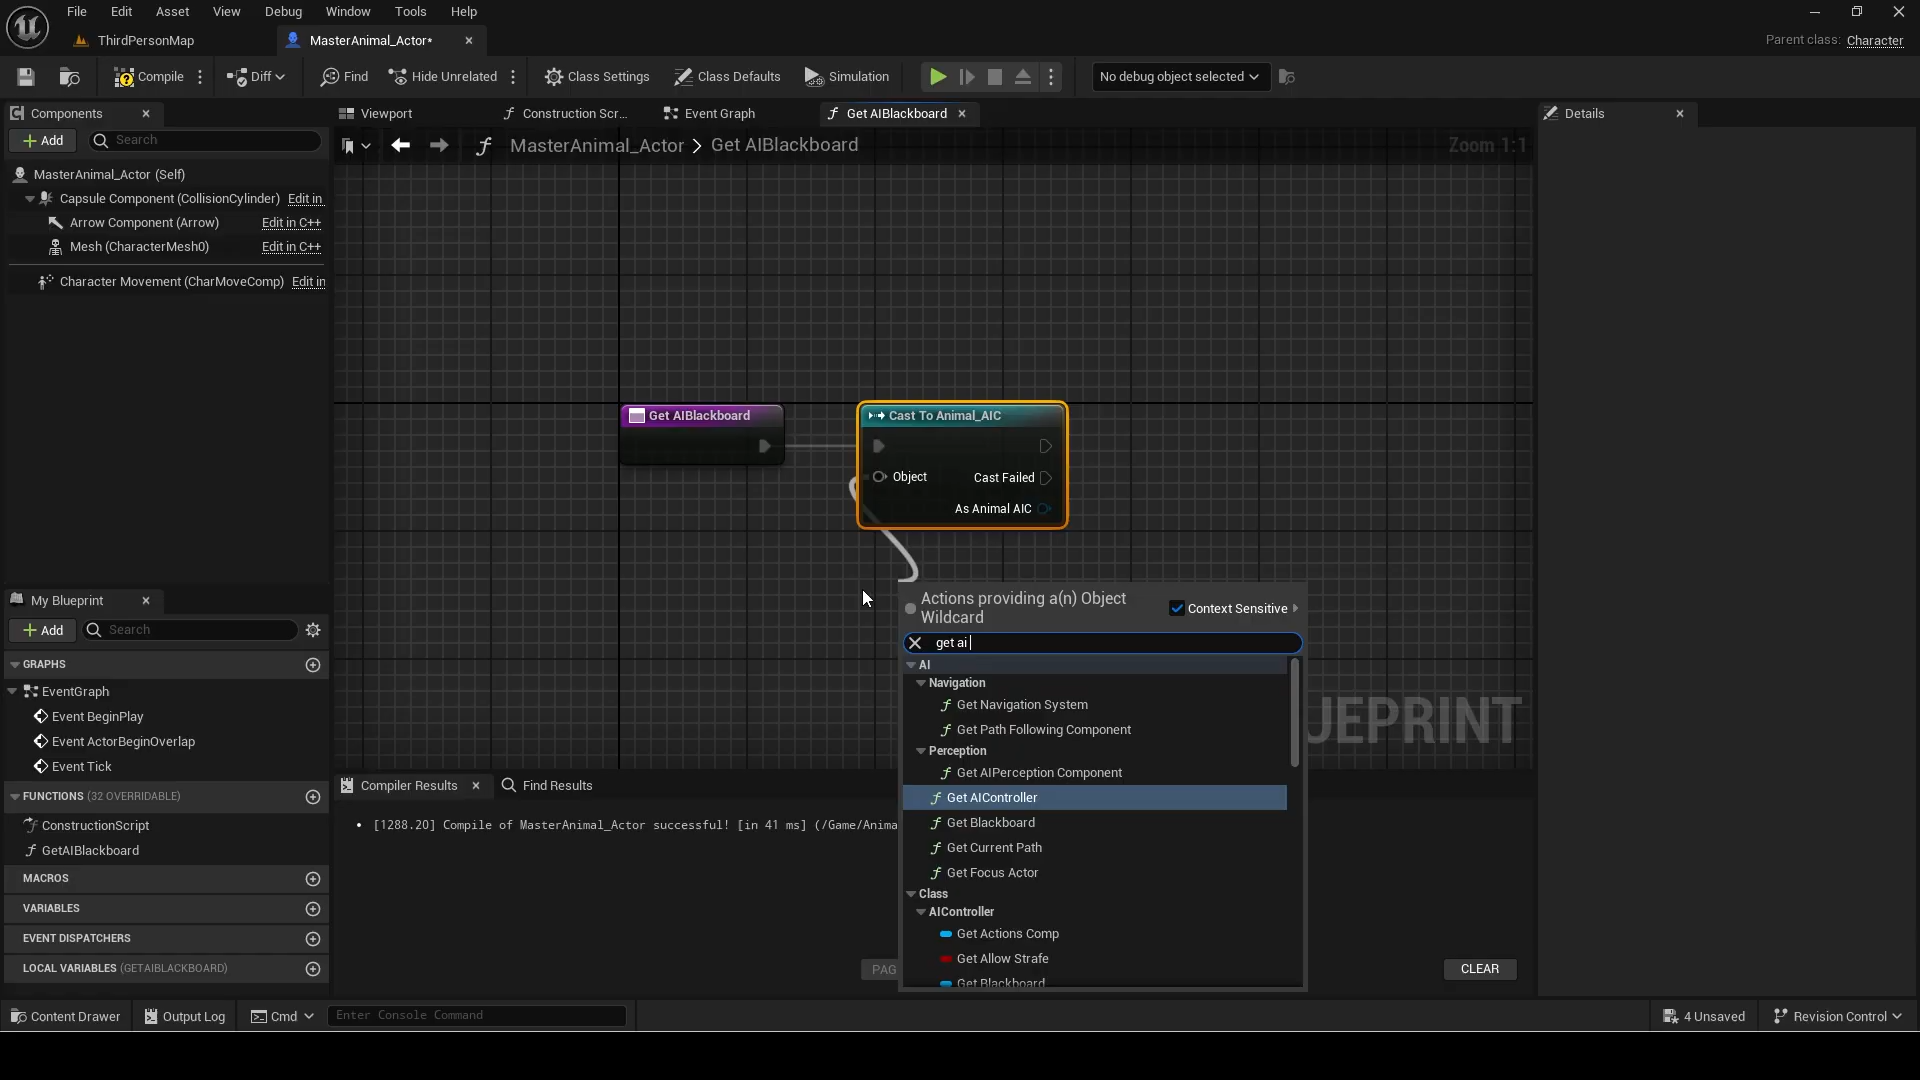 File Edit Asset View Debug Window Tools Help
ThirdPersonMap
MasterAnimal_Actor*
Parent class: Character
Compile
Diff
Find
Hide Unrelated
Class Settings
Class Defaults
Simulation
No debug object selected
Components
Add
Search
MasterAnimal_Actor (Self)
Capsule Component (CollisionCylinder) Edit in
Arrow Component (Arrow) Edit in C++
Mesh (CharacterMesh0) Edit in C++
Character Movement (CharMoveComp) Edit in
My Blueprint
Add
Search
GRAPHS
EventGraph
Event BeginPlay
Event ActorBeginOverlap
Event Tick
FUNCTIONS (32 OVERRIDABLE)
ConstructionScript
GetAIBlackboard
MACROS
VARIABLES
EVENT DISPATCHERS
LOCAL VARIABLES (GETAIBLACKBOARD)
Viewport
Construction Scr...
Event Graph
Get AIBlackboard
MasterAnimal_Actor > Get AIBlackboard
Zoom 1:1
Get AIBlackboard
Cast To Animal_AIC
Object
Cast Failed
As Animal AIC
Actions providing a(n) Object
Wildcard
Context Sensitive
get ai
AI
Navigation
Get Navigation System
Get Path Following Component
Perception
Get AIPerception Component
Get AIController
Get Blackboard
Get Current Path
Get Focus Actor
Class
AIController
Get Actions Comp
Get Allow Strafe
Get Blackboard
UEPRINT
Compiler Results
Find Results
[1288.20] Compile of MasterAnimal_Actor successful! [in 41 ms] (/Game/Anima
PAG
CLEAR
Details
Content Drawer
Output Log
Cmd
Enter Console Command
4 Unsaved
Revision Control